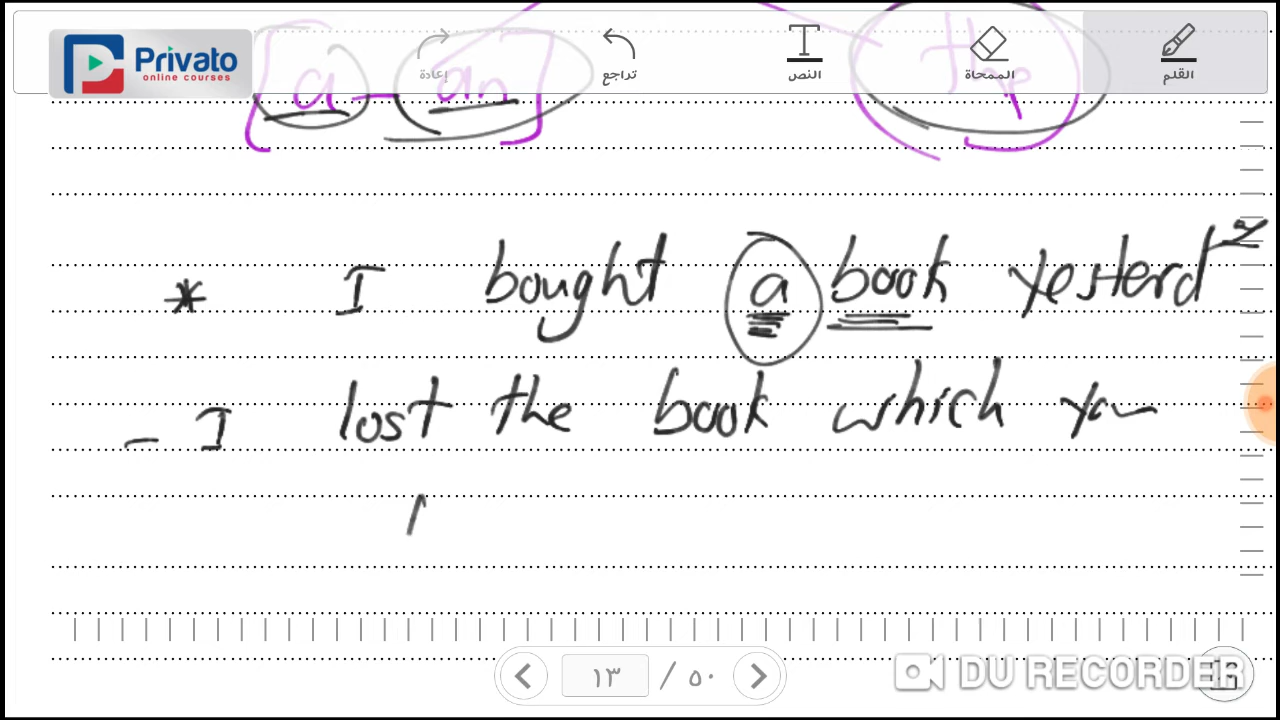 Privato
online courses
إعادة
تراجع
النص
الممحاة
القلم
a - an
the
* I bought a book yesterday
- I lost the book which you
١٣ / ٥٠
DU RECORDER